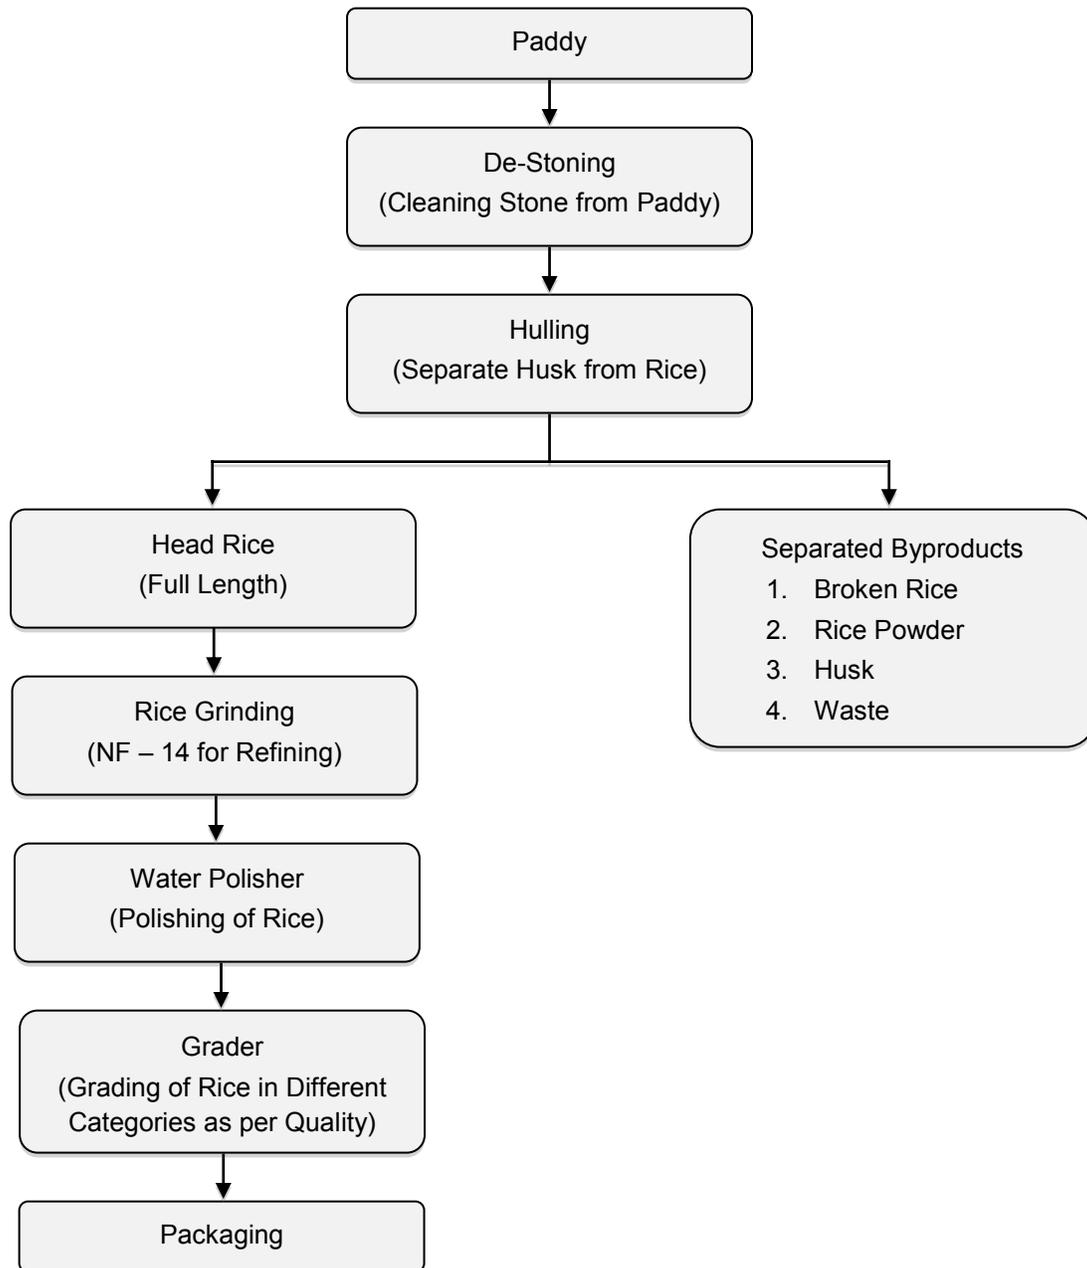 Paddy
De-Stoning
(Cleaning Stone from Paddy)
Hulling
(Separate Husk from Rice)
Head Rice
(Full Length)
Separated Byproducts
1. Broken Rice
2. Rice Powder
3. Husk
4. Waste
Rice Grinding
(NF – 14 for Refining)
Water Polisher
(Polishing of Rice)
Grader
(Grading of Rice in Different
Categories as per Quality)
Packaging